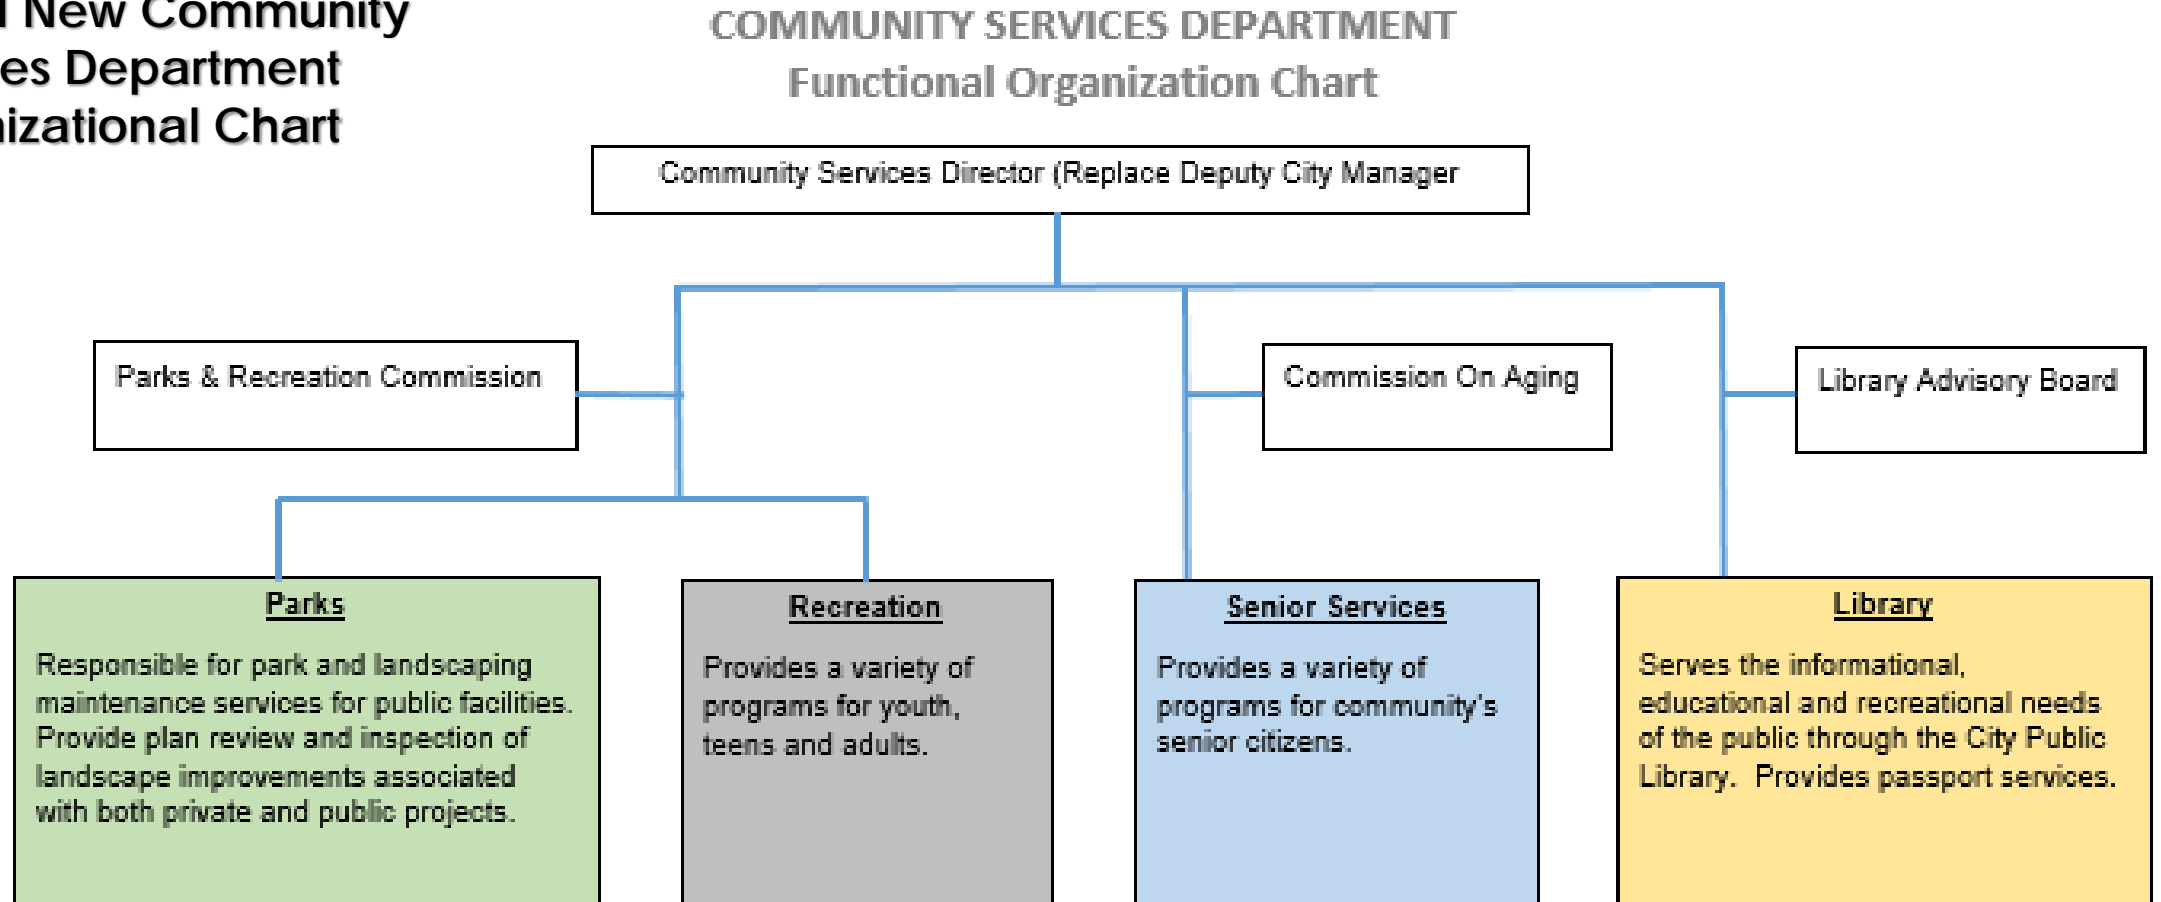 New Community
es Department
nizational Chart
COMMUNITY SERVICES DEPARTMENT
Functional Organization Chart
Community Services Director (Replace Deputy City Manager
Parks & Recreation Commission
Commission On Aging
Library Advisory Board
Parks
Responsible for park and landscaping
maintenance services for public facilities.
Provide plan review and inspection of
landscape improvements associated
with both private and public projects.
Recreation
Provides a variety of
programs for youth,
teens and adults.
Senior Services
Provides a variety of
programs for community's
senior citizens.
Library
Serves the informational,
educational and recreational needs
of the public through the City Public
Library.  Provides passport services.